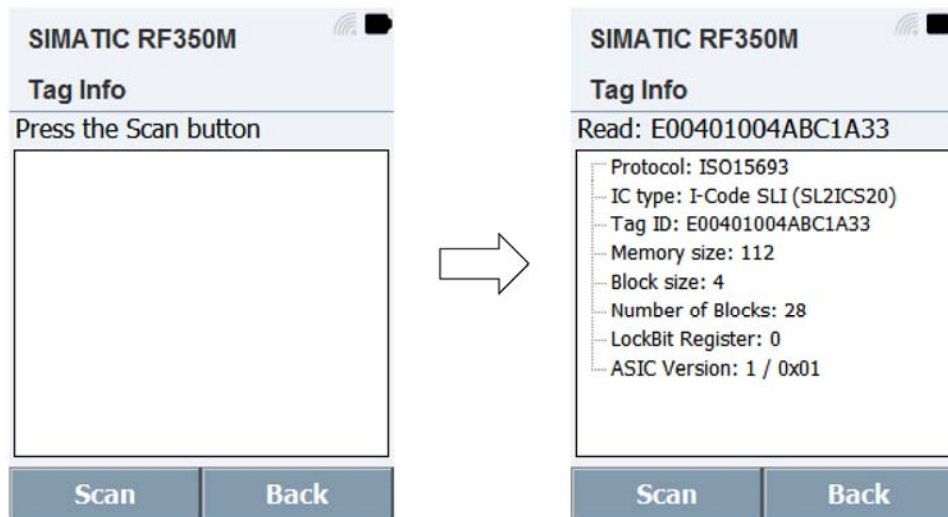 SIMATIC RF350M
Tag Info
Press the Scan button
Scan
Back
SIMATIC RF350M
Tag Info
Read: E00401004ABC1A33
Protocol: ISO15693
IC type: I-Code SLI (SL2ICS20)
Tag ID: E00401004ABC1A33
Memory size: 112
Block size: 4
Number of Blocks: 28
LockBit Register: 0
ASIC Version: 1 / 0x01
Scan
Back